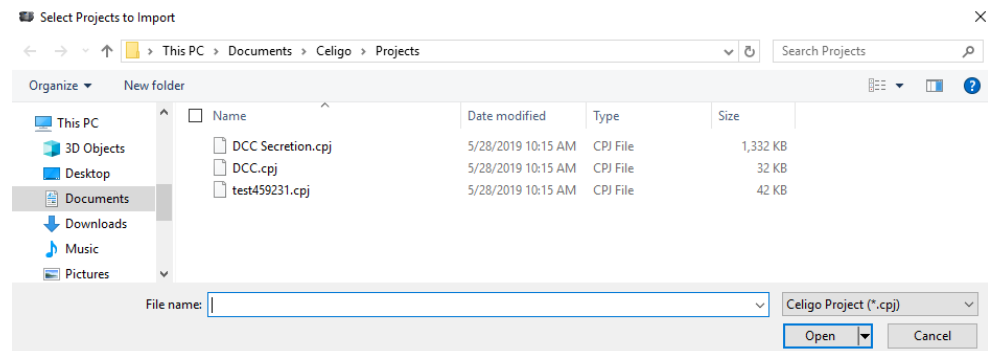 Select Projects to Import
This PC > Documents > Celigo > Projects
Search Projects
Organize
New folder
This PC
3D Objects
Desktop
Documents
Downloads
Music
Pictures
Name Date modified Type Size
DCC Secretion.cpj 5/28/2019 10:15 AM CPJ File 1,332 KB
DCC.cpj 5/28/2019 10:15 AM CPJ File 32 KB
test459231.cpj 5/28/2019 10:15 AM CPJ File 42 KB
File name:
Celigo Project (*.cpj)
Open
Cancel